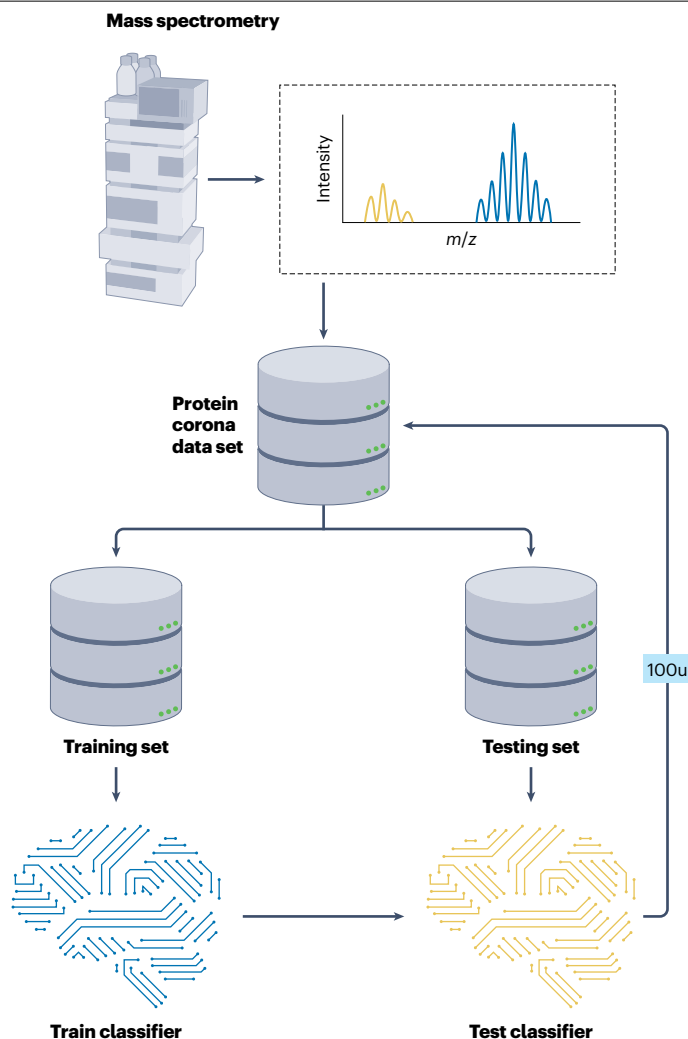 Mass spectrometry
Intensity
m/z
Protein
corona
data set
100u
Training set
Testing set
Train classifier
Test classifier